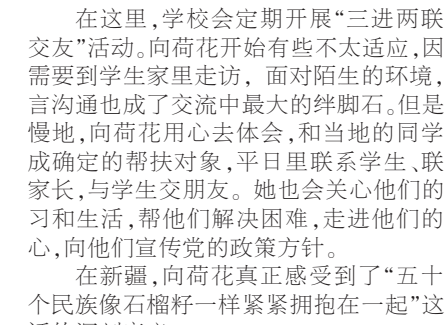 在这里,学校会定期开展“三进两联
交友”活动。向荷花开始有些不太适应,因
需要到学生家里走访，面对陌生的环境,
言沟通也成了交流中最大的绊脚石。但是
慢地,向荷花用心去体会,和当地的同学
成确定的帮扶对象,平日里联系学生、联
家长,与学生交朋友。她也会关心他们的
习和生活,帮他们解决困难,走进他们的
心,向他们宣传党的政策方针。
在新疆,向荷花真正感受到了“五十
个民族像石榴籽一样紧紧拥抱在一起”这